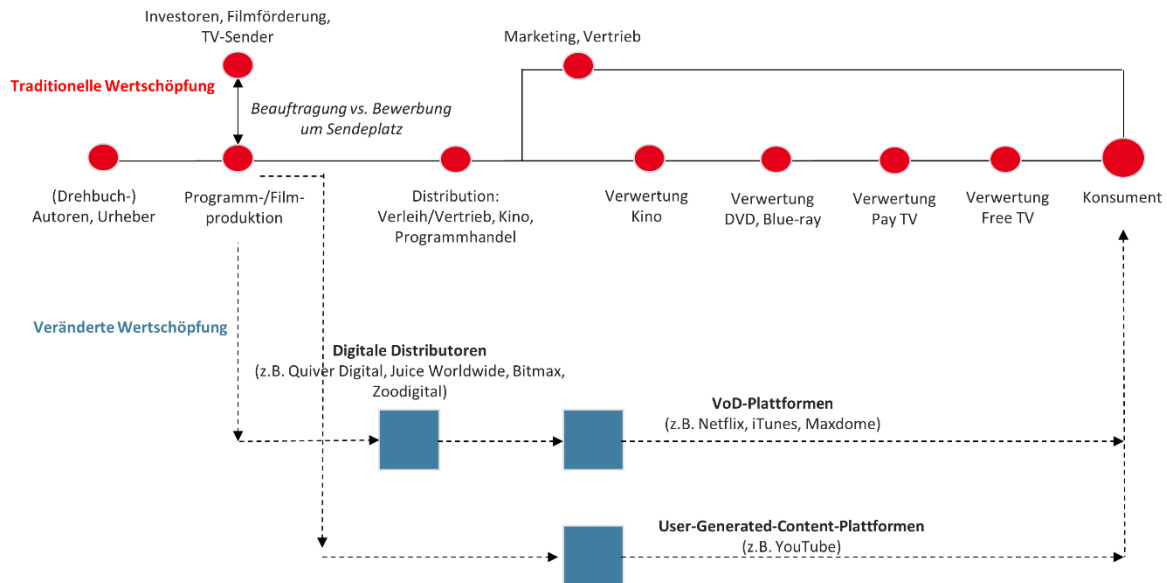 Investoren, Filmförderung,
TV-Sender
Marketing, Vertrieb
Traditionelle Wertschöpfung
Beauftragung vs. Bewerbung
um Sendeplatz
(Drehbuch-)
Autoren, Urheber
Programm-/Film-
produktion
Distribution:
Verleih/Vertrieb, Kino,
Programmhandel
Verwertung
Kino
Verwertung
DVD, Blue-ray
Verwertung
Pay TV
Verwertung
Free TV
Konsument
Veränderte Wertschöpfung
Digitale Distributoren
(z.B. Quiver Digital, Juice Worldwide, Bitmax,
Zoodigital)
VoD-Plattformen
(z.B. Netflix, iTunes, Maxdome)
User-Generated-Content-Plattformen
(z.B. YouTube)